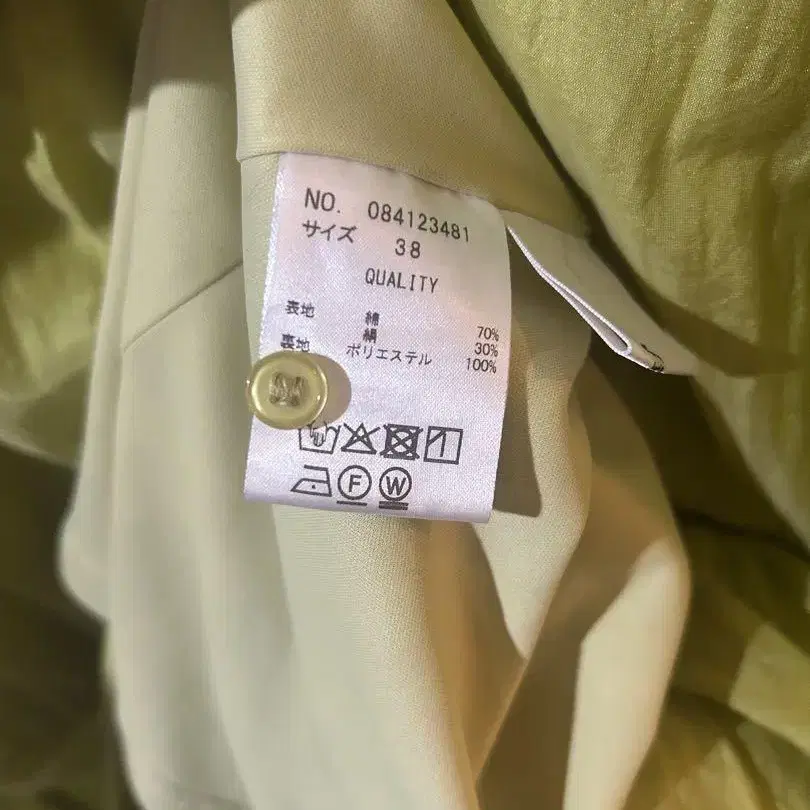 NO. 084123481
サイズ 38
QUALITY
表地 綿 70%
絹 30%
裏地 ポリエステル 100%
F W